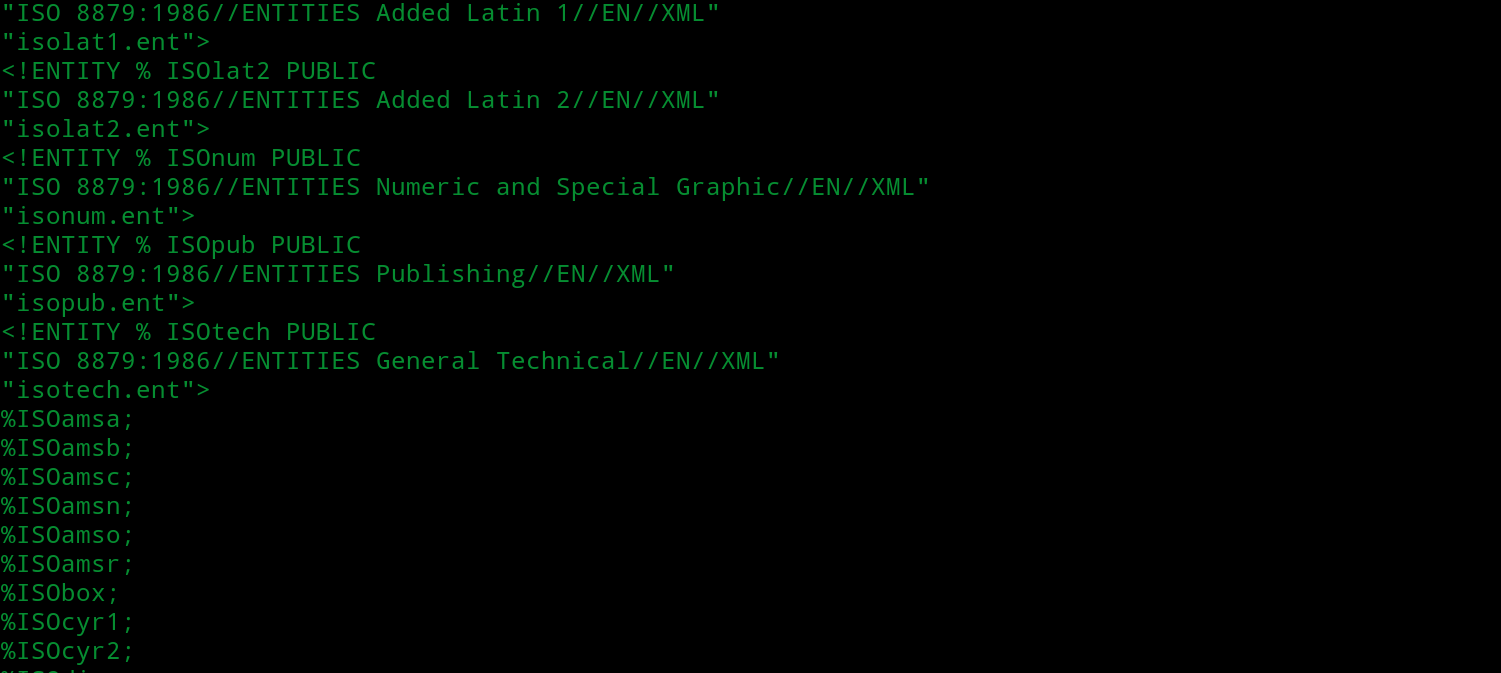 "ISO 8879:1986//ENTITIES Added Latin 1//EN//XML"
"isolat1.ent">
<!ENTITY % ISOlat2 PUBLIC
"ISO 8879:1986//ENTITIES Added Latin 2//EN//XML"
"isolat2.ent">
<!ENTITY % ISOnum PUBLIC
"ISO 8879:1986//ENTITIES Numeric and Special Graphic//EN//XML"
"isonum.ent">
<!ENTITY % ISOpub PUBLIC
"ISO 8879:1986//ENTITIES Publishing//EN//XML"
"isopub.ent">
<!ENTITY % ISOtech PUBLIC
"ISO 8879:1986//ENTITIES General Technical//EN//XML"
"isotech.ent">
%ISOamsa;
%ISOamsb;
%ISOamsc;
%ISOamsn;
%ISOamso;
%ISOamsr;
%ISObox;
%ISOcyr1;
%ISOcyr2;